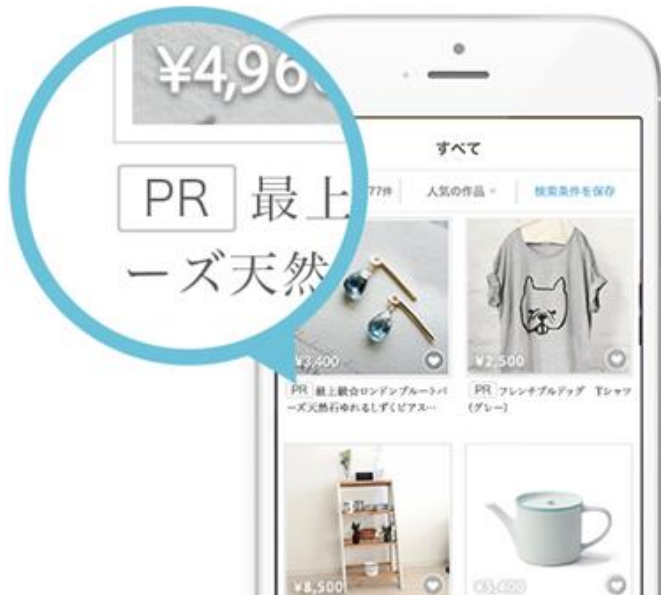 ¥4,96
PR 最上
ーズ天然
すべて
77件 人気の作品 検索条件を保存
¥3,400
¥2,500
PR 最上級☆ロンドンブルートパ
ーズ天然石ゆれるしずくピアス…
PR フレンチブルドッグ Tシャツ
(グレー)
¥8,500
¥5,400